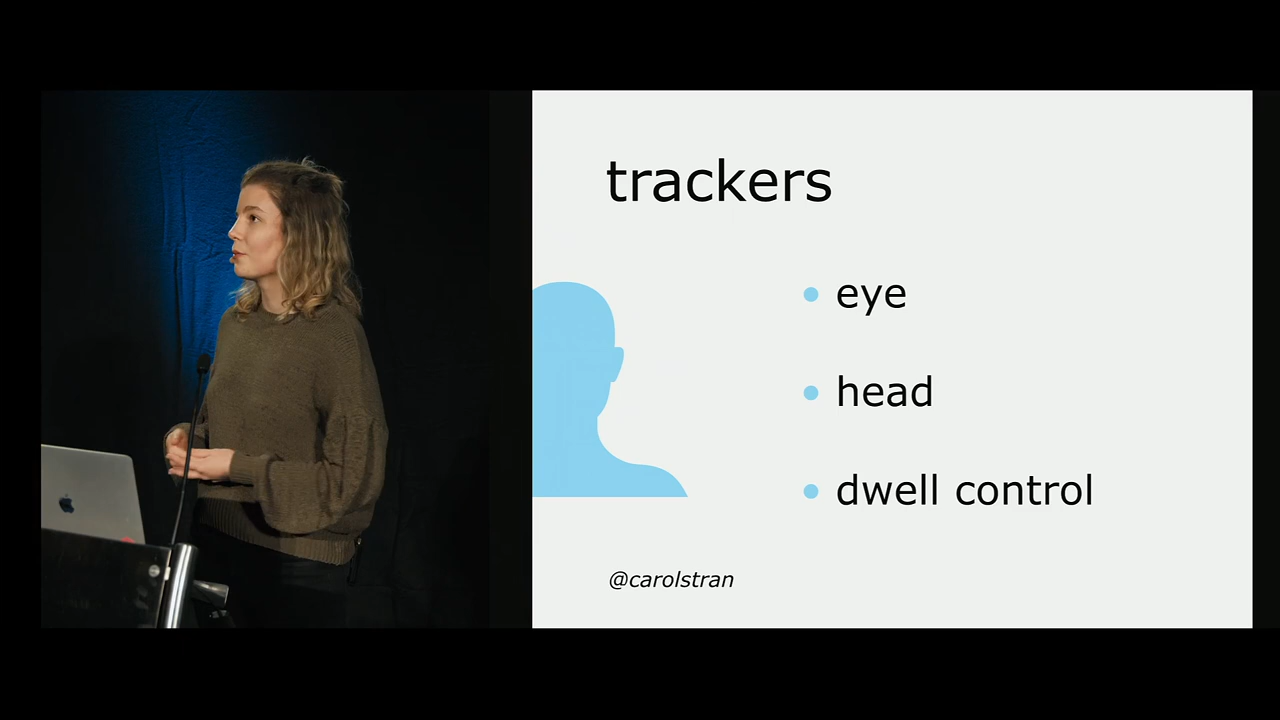 trackers
eye
head
dwell control
@carolstran